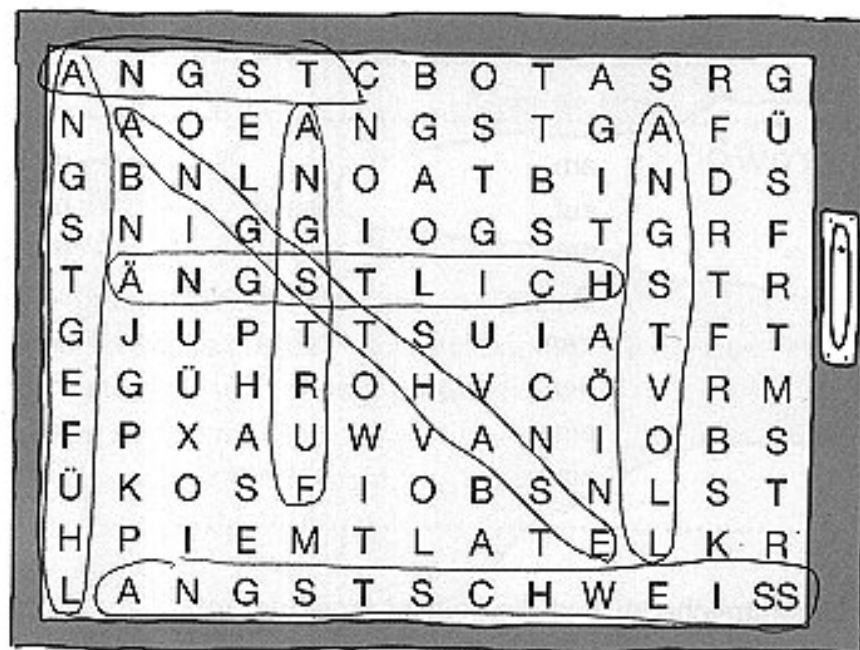 A N G S T C B O T A S R G
N A O E A N G S T G A F Ü
G B N L N O A T B I N D S
S N I G G I O G S T G R F
T Ä N G S T L I C H S T R
G J U P T T S U I A T F T
E G Ü H R O H V C Ö V R M
F P X A U W V A N I O B S
Ü K O S F I O B S N L S T
H P I E M T L A T E L K R
L A N G S T S C H W E I SS